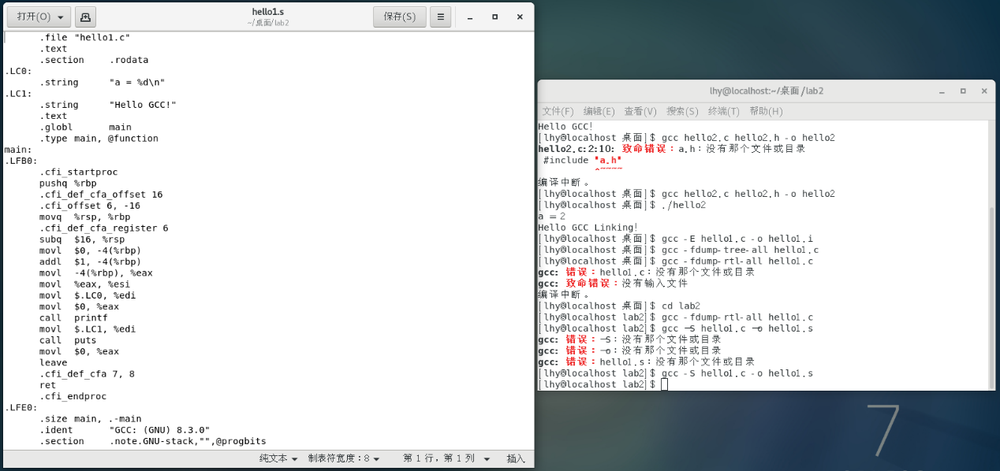 打开(O)
hello1.s
~/桌面/lab2
保存(S)
.file "hello1.c"
.text
.section .rodata
.LC0:
.string "a = %d\n"
.LC1:
.string "Hello GCC!"
.text
.globl main
.type main, @function
main:
.LFB0:
.cfi_startproc
pushq %rbp
.cfi_def_cfa_offset 16
.cfi_offset 6, -16
movq %rsp, %rbp
.cfi_def_cfa_register 6
subq $16, %rsp
movl $0, -4(%rbp)
addl $1, -4(%rbp)
movl -4(%rbp), %eax
movl %eax, %esi
movl $.LC0, %edi
movl $0, %eax
call printf
movl $.LC1, %edi
call puts
movl $0, %eax
leave
.cfi_def_cfa 7, 8
ret
.cfi_endproc
.LFE0:
.size main, .-main
.ident "GCC: (GNU) 8.3.0"
.section .note.GNU-stack,"",@progbits
纯文本 制表符宽度：8 第 1 行，第 1 列 插入
lhy@localhost:~/桌面/lab2
文件(F) 编辑(E) 查看(V) 搜索(S) 终端(T) 帮助(H)
Hello GCC!
[lhy@localhost 桌面]$ gcc hello2.c hello2.h -o hello2
hello2.c:2:10: 致命错误：a.h：没有那个文件或目录
#include "a.h"
^~~~~
编译中断。
[lhy@localhost 桌面]$ gcc hello2.c hello2.h -o hello2
[lhy@localhost 桌面]$ ./hello2
a = 2
Hello GCC Linking!
[lhy@localhost 桌面]$ gcc -E hello1.c -o hello1.i
[lhy@localhost 桌面]$ gcc -fdump-tree-all hello1.c
[lhy@localhost 桌面]$ gcc -fdump-rtl-all hello1.c
gcc: 错误：hello1.c：没有那个文件或目录
gcc: 致命错误：没有输入文件
编译中断。
[lhy@localhost 桌面]$ cd lab2
[lhy@localhost lab2]$ gcc -fdump-rtl-all hello1.c
[lhy@localhost lab2]$ gcc –S hello1.c –o hello1.s
gcc: 错误：–S：没有那个文件或目录
gcc: 错误：–o：没有那个文件或目录
gcc: 错误：hello1.s：没有那个文件或目录
[lhy@localhost lab2]$ gcc -S hello1.c -o hello1.s
[lhy@localhost lab2]$
7